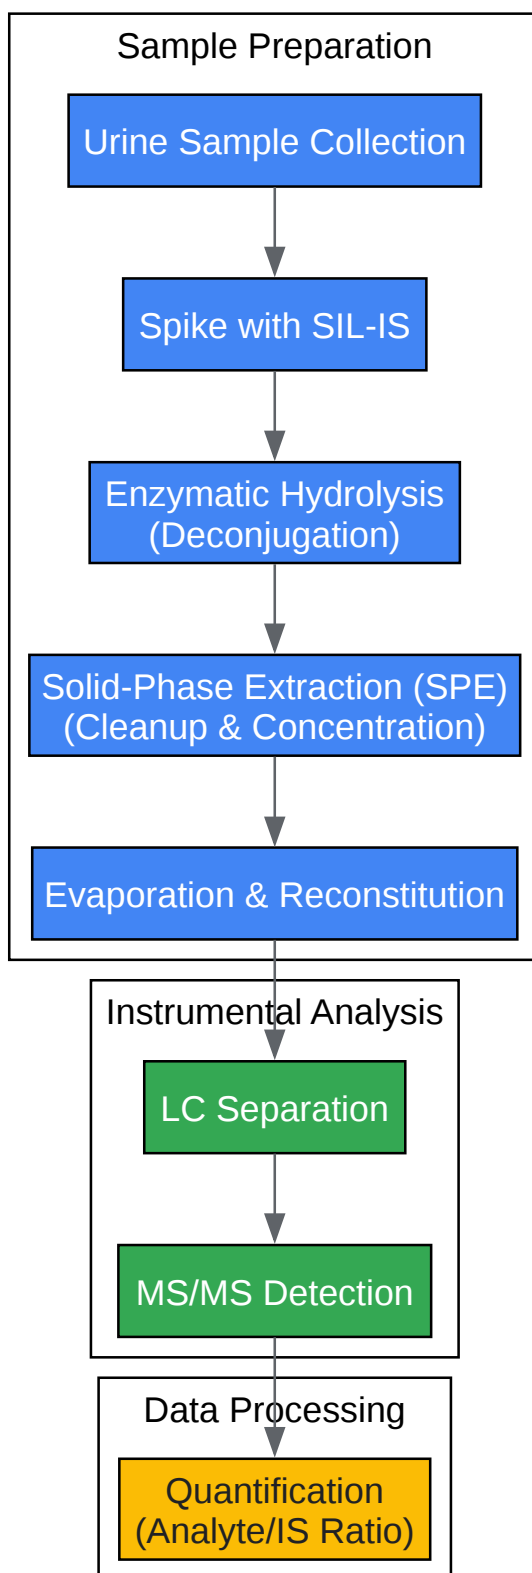 Sample Preparation
Urine Sample Collection
Spike with SIL-IS
Enzymatic Hydrolysis
(Deconjugation)
Solid-Phase Extraction (SPE)
(Cleanup & Concentration)
Evaporation & Reconstitution
Instrumental Analysis
LC Separation
MS/MS Detection
Data Processing
Quantification
(Analyte/IS Ratio)